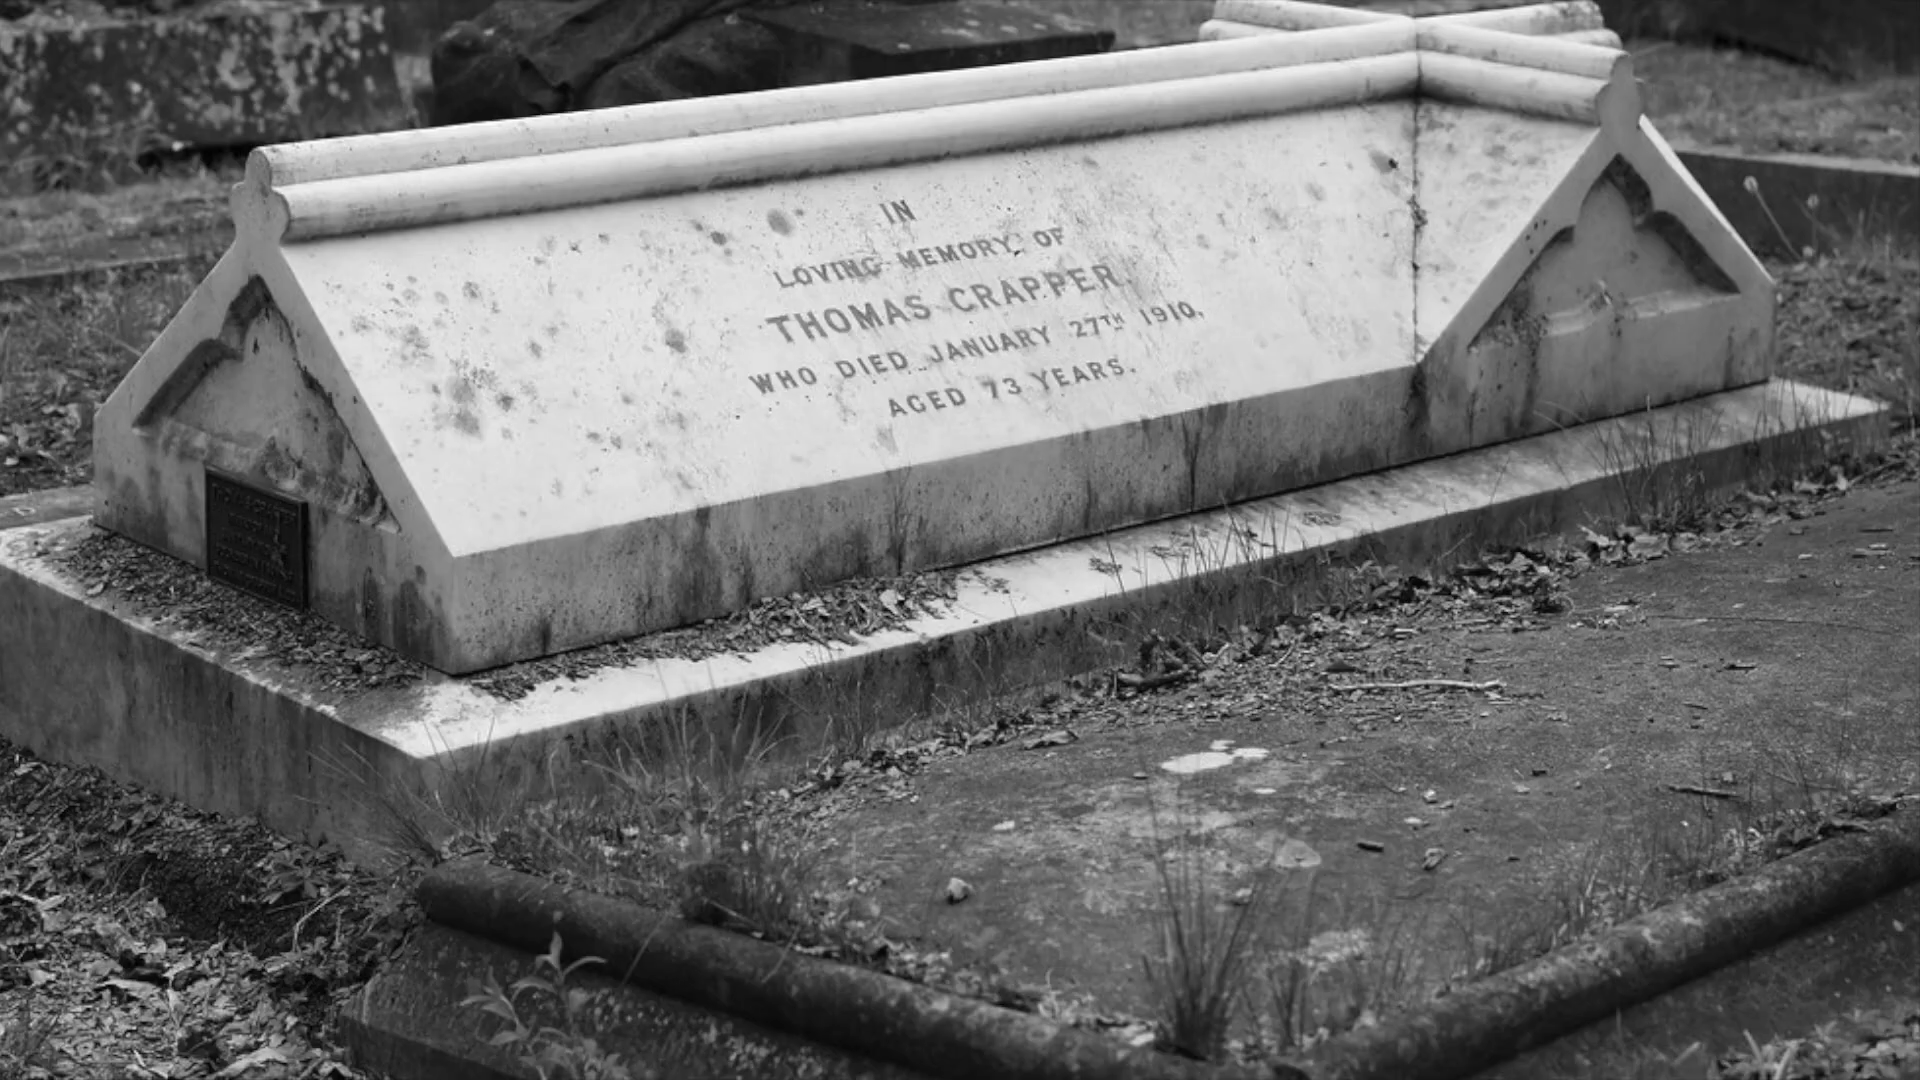 IN
LOVING MEMORY OF
THOMAS CRAPPER
WHO DIED JANUARY 27TH 1910,
AGED 73 YEARS.